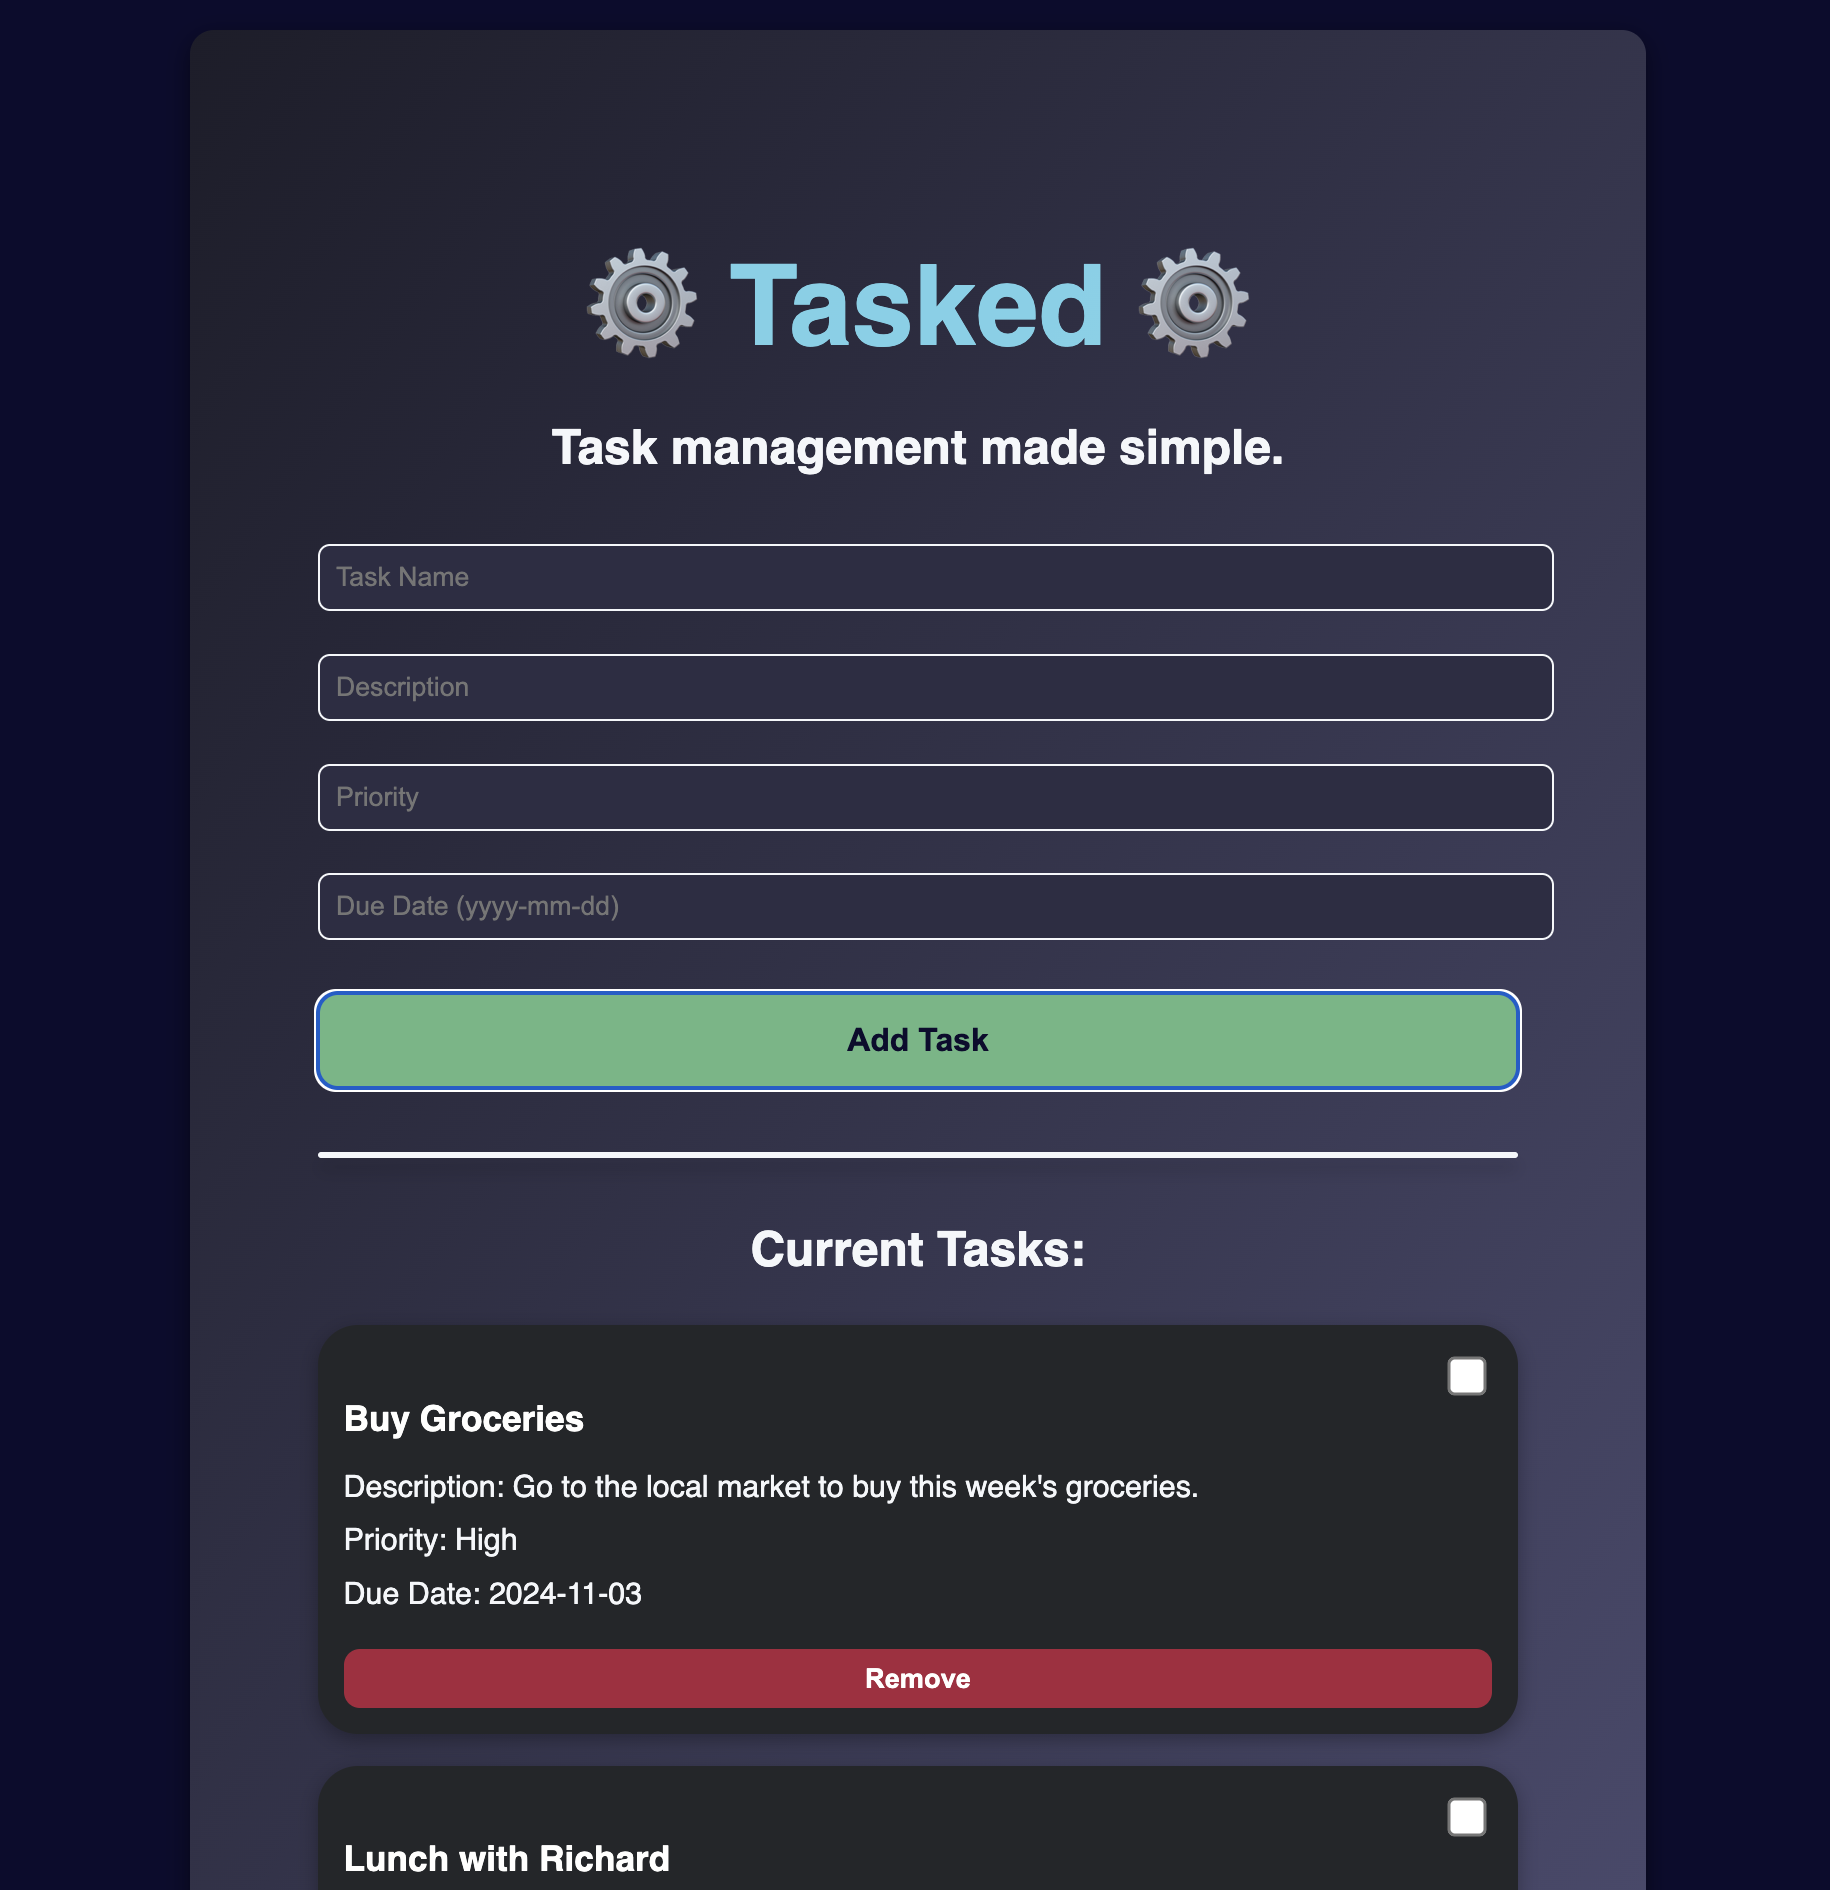 Tasked
Task management made simple.
Task Name
Description
Priority
Due Date (yyyy-mm-dd)
Add Task
Current Tasks:
Buy Groceries
Description: Go to the local market to buy this week's groceries.
Priority: High
Due Date: 2024-11-03
Remove
Lunch with Richard